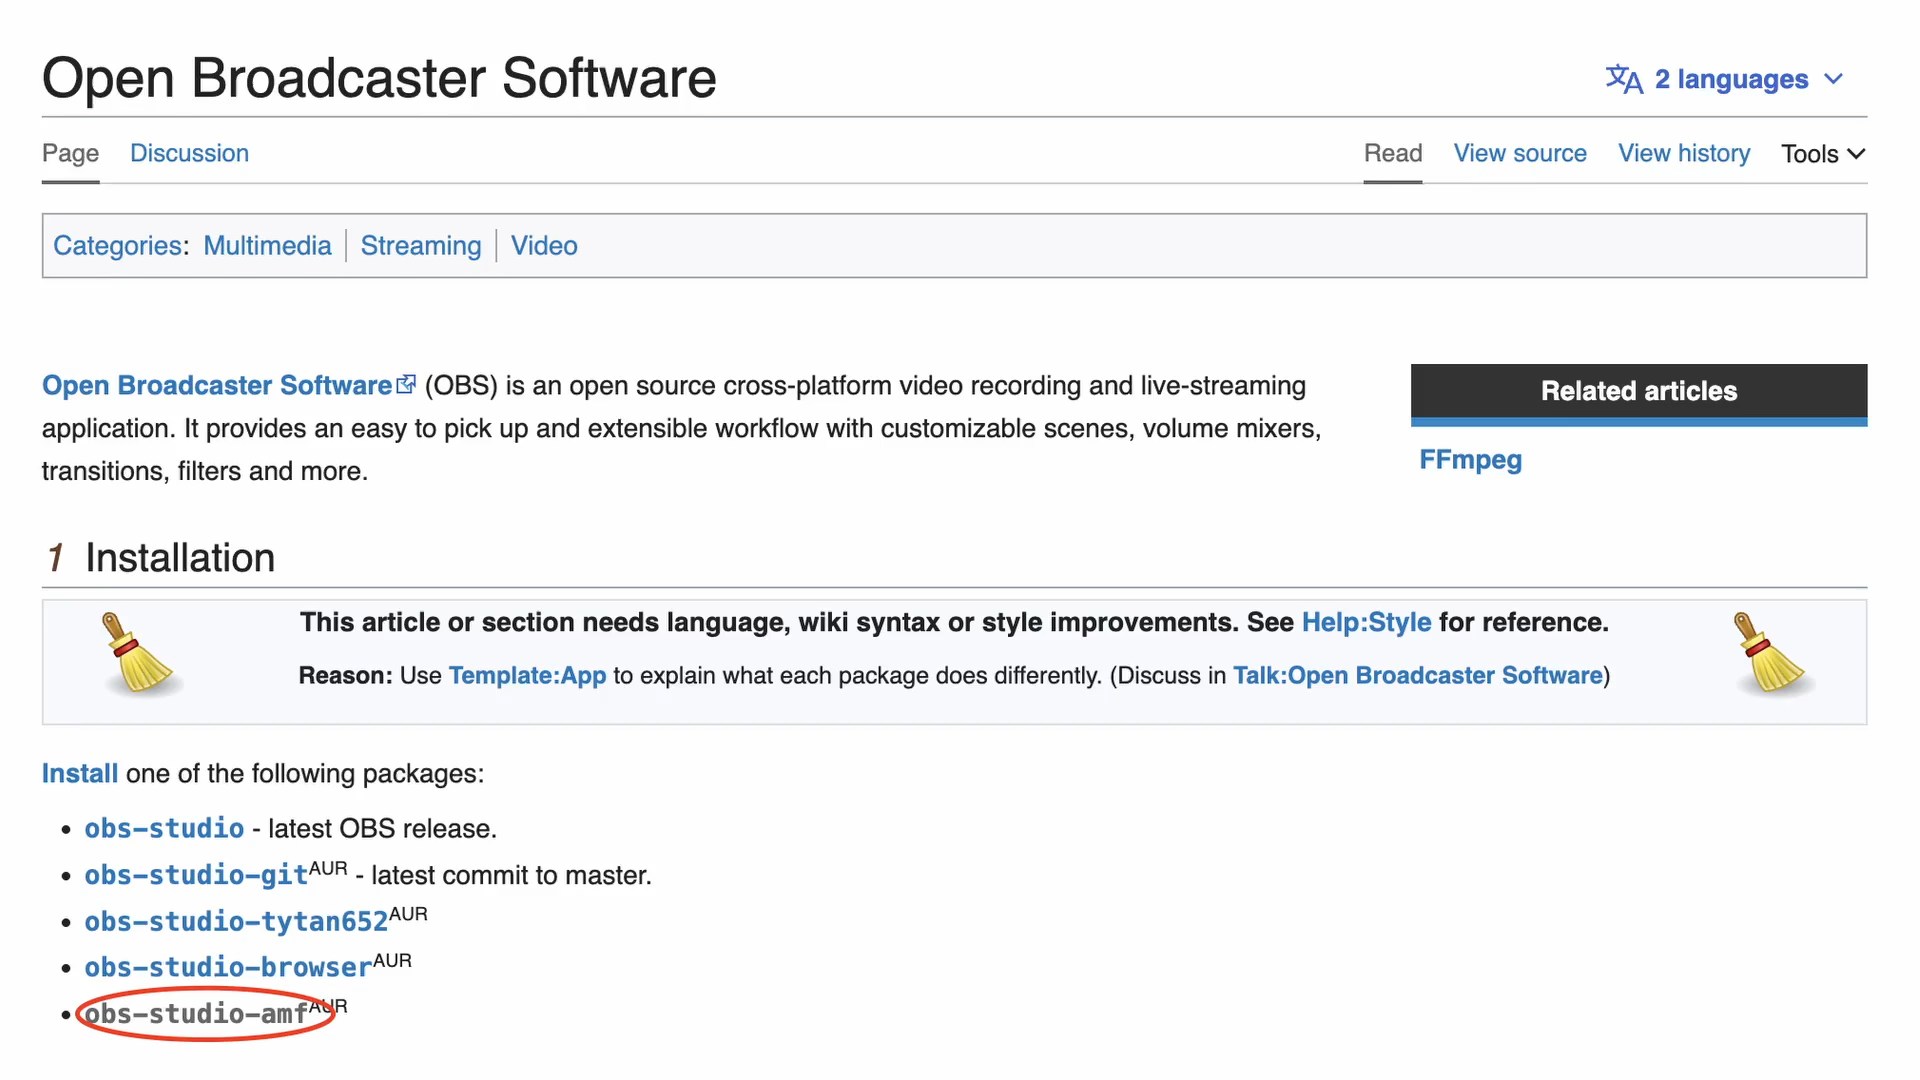 Open Broadcaster Software
2 languages
Page Discussion
Read View source View history Tools
Categories: Multimedia Streaming Video
Open Broadcaster Software (OBS) is an open source cross-platform video recording and live-streaming
application. It provides an easy to pick up and extensible workflow with customizable scenes, volume mixers,
transitions, filters and more.
Related articles
FFmpeg
1 Installation
This article or section needs language, wiki syntax or style improvements. See Help:Style for reference.
Reason: Use Template:App to explain what each package does differently. (Discuss in Talk:Open Broadcaster Software)
Install one of the following packages:
• obs-studio - latest OBS release.
• obs-studio-gitAUR - latest commit to master.
• obs-studio-tytan652AUR
• obs-studio-browserAUR
• obs-studio-amfAUR